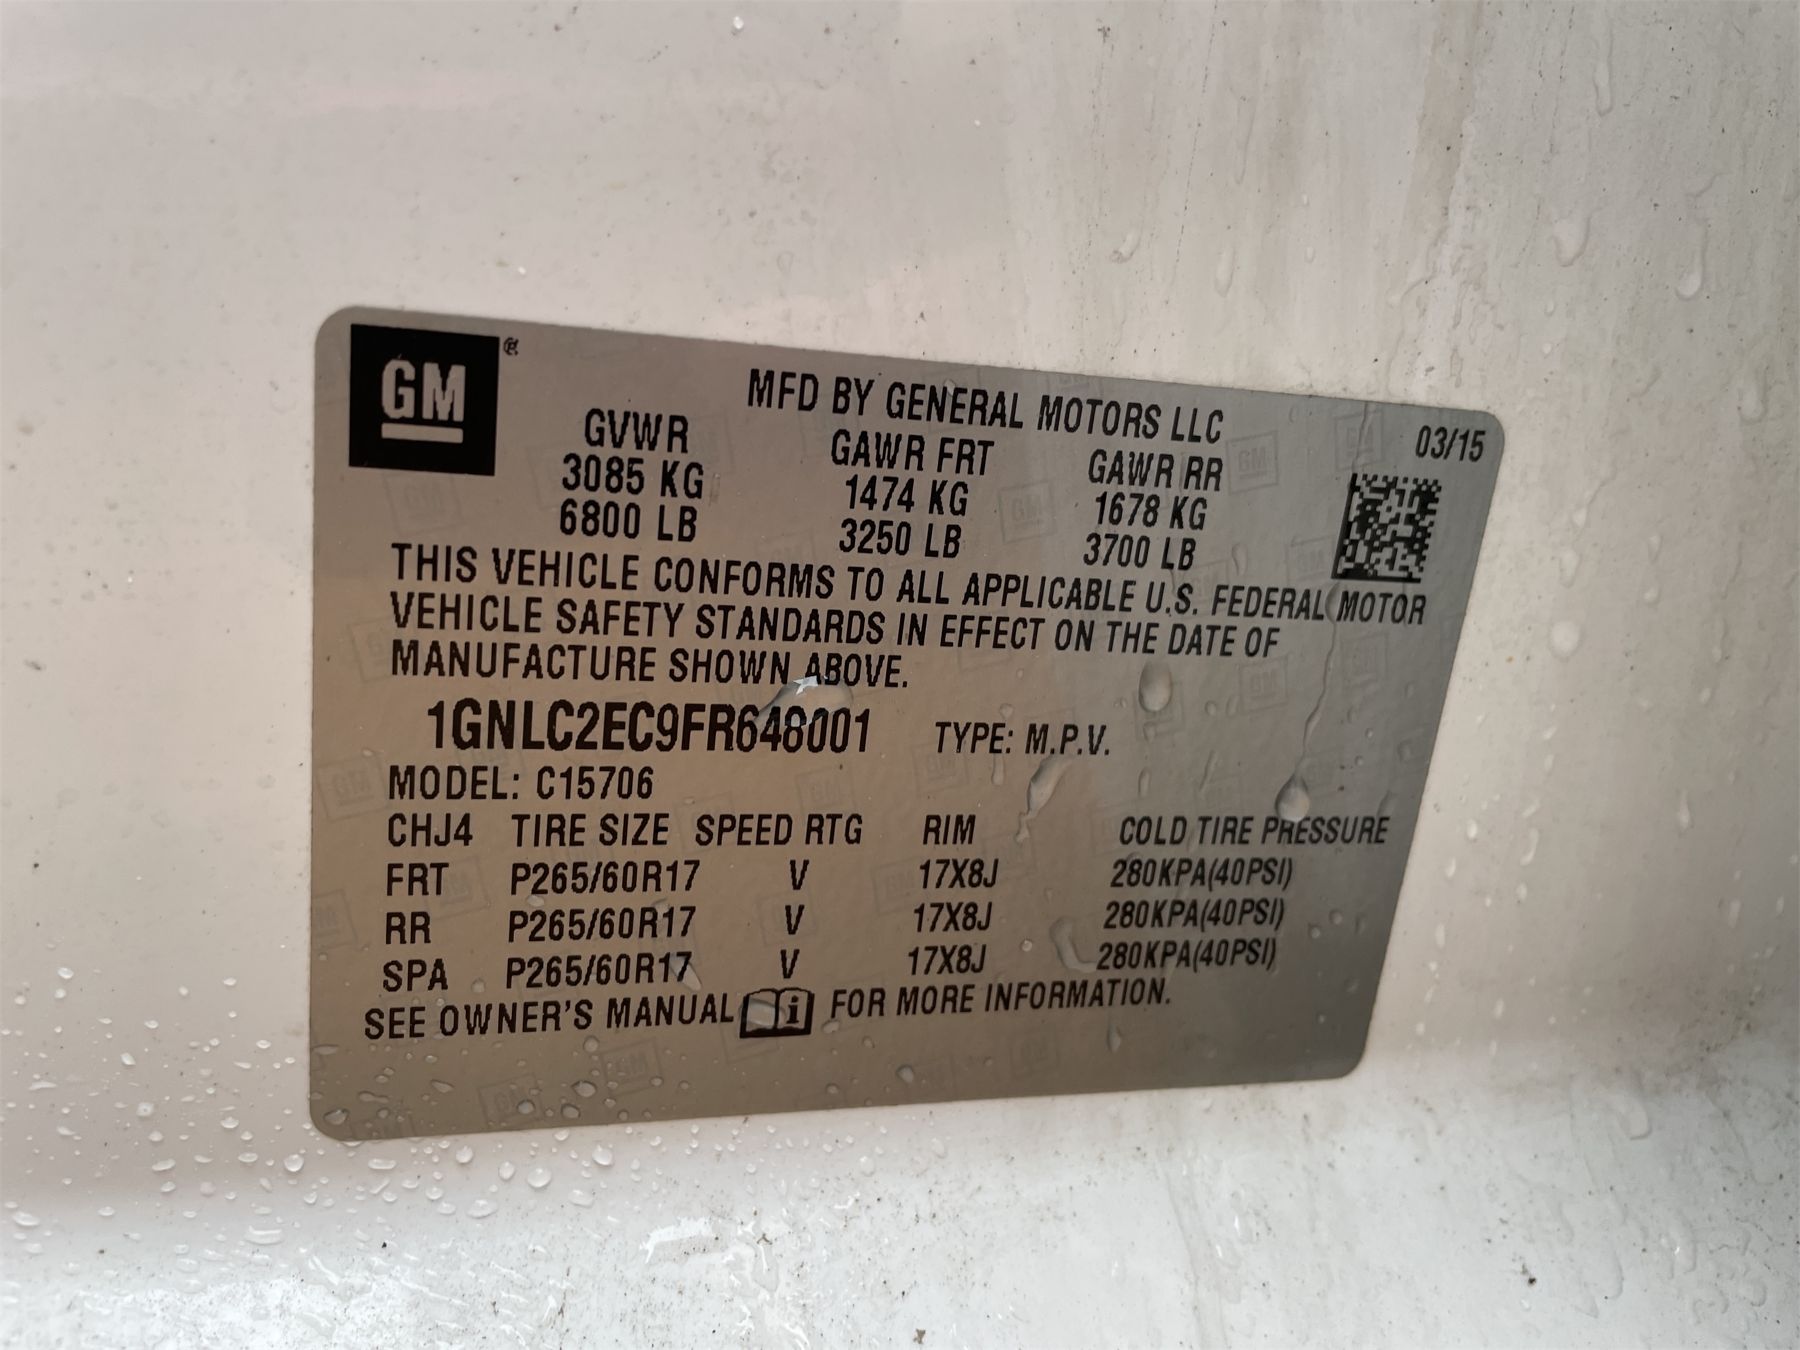 GM ®
MFD BY GENERAL MOTORS LLC
03/15
GVWR GAWR FRT GAWR RR
3085 KG 1474 KG 1678 KG
6800 LB 3250 LB 3700 LB
THIS VEHICLE CONFORMS TO ALL APPLICABLE U.S. FEDERAL MOTOR
VEHICLE SAFETY STANDARDS IN EFFECT ON THE DATE OF
MANUFACTURE SHOWN ABOVE.
1GNLC2EC9FR648001 TYPE: M.P.V.
MODEL: C15706
CHJ4 TIRE SIZE SPEED RTG RIM COLD TIRE PRESSURE
FRT P265/60R17 V 17X8J 280KPA(40PSI)
RR P265/60R17 V 17X8J 280KPA(40PSI)
SPA P265/60R17 V 17X8J 280KPA(40PSI)
SEE OWNER'S MANUAL i FOR MORE INFORMATION.